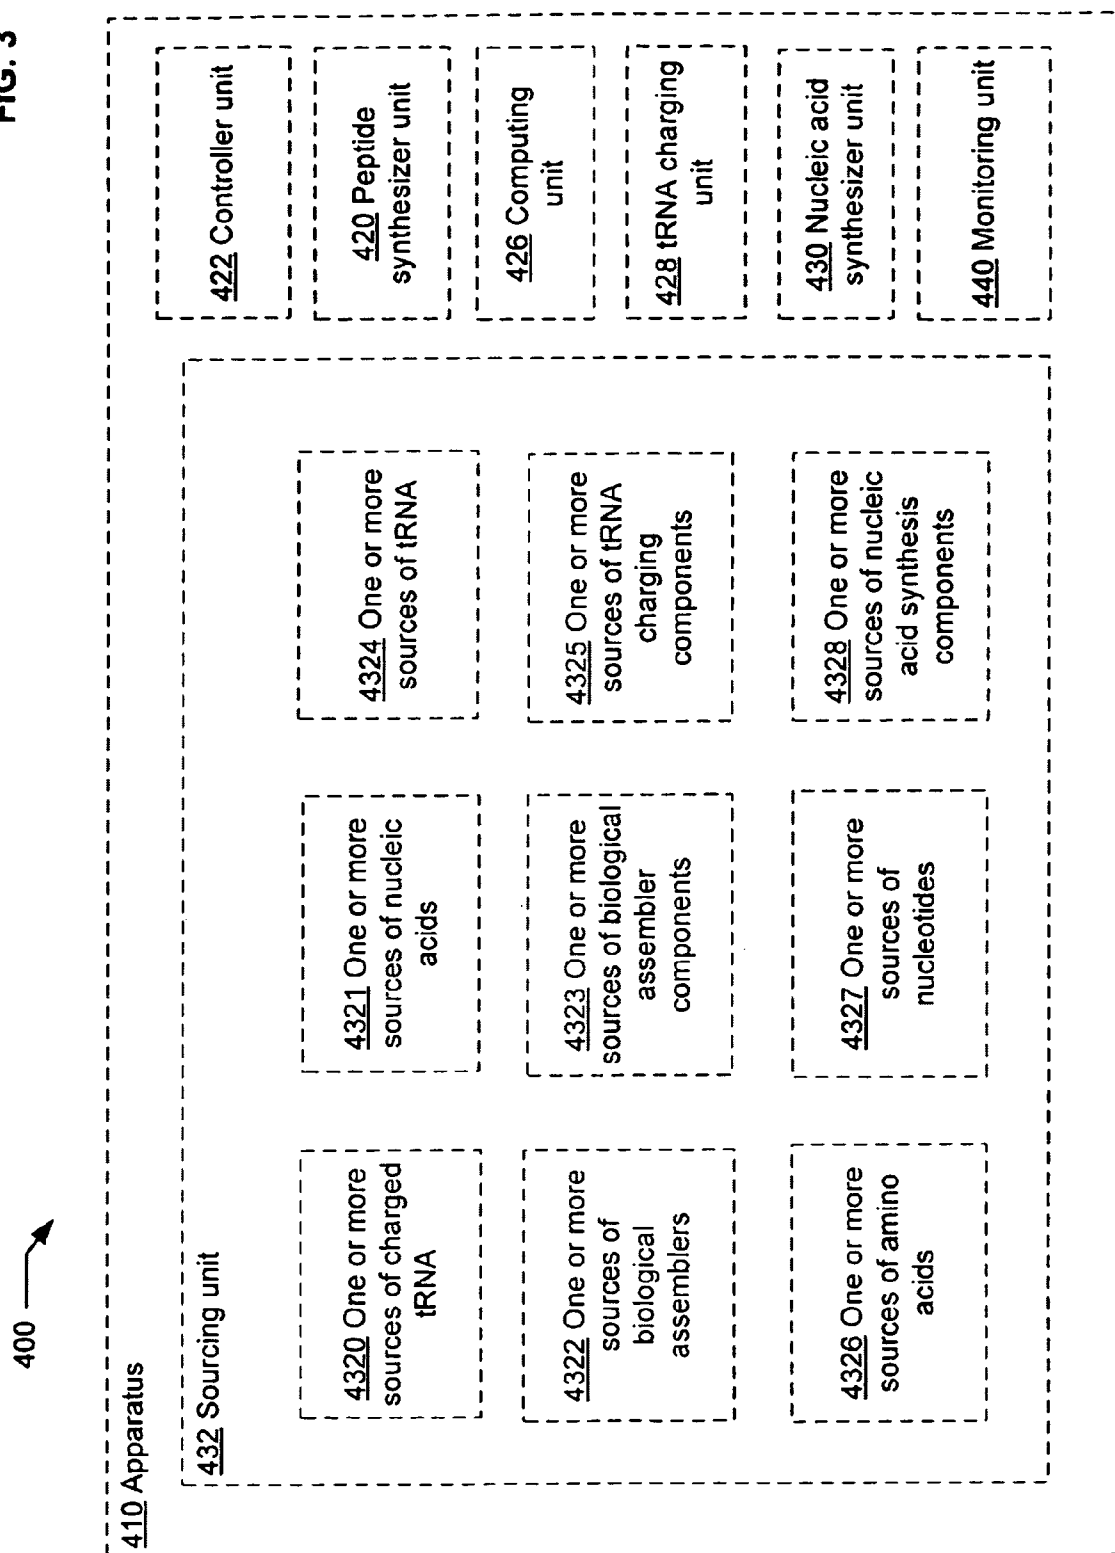 FIG. 3
400
410 Apparatus
432 Sourcing unit
4320 One or more
sources of charged
tRNA
4321 One or more
sources of nucleic
acids
4324 One or more
sources of tRNA
4322 One or more
sources of
biological
assemblers
4323 One or more
sources of biological
assembler
components
4325 One or more
sources of tRNA
charging
components
4326 One or more
sources of amino
acids
4327 One or more
sources of
nucleotides
4328 One or more
sources of nucleic
acid synthesis
components
422 Controller unit
420 Peptide
synthesizer unit
426 Computing
unit
428 tRNA charging
unit
430 Nucleic acid
synthesizer unit
440 Monitoring unit